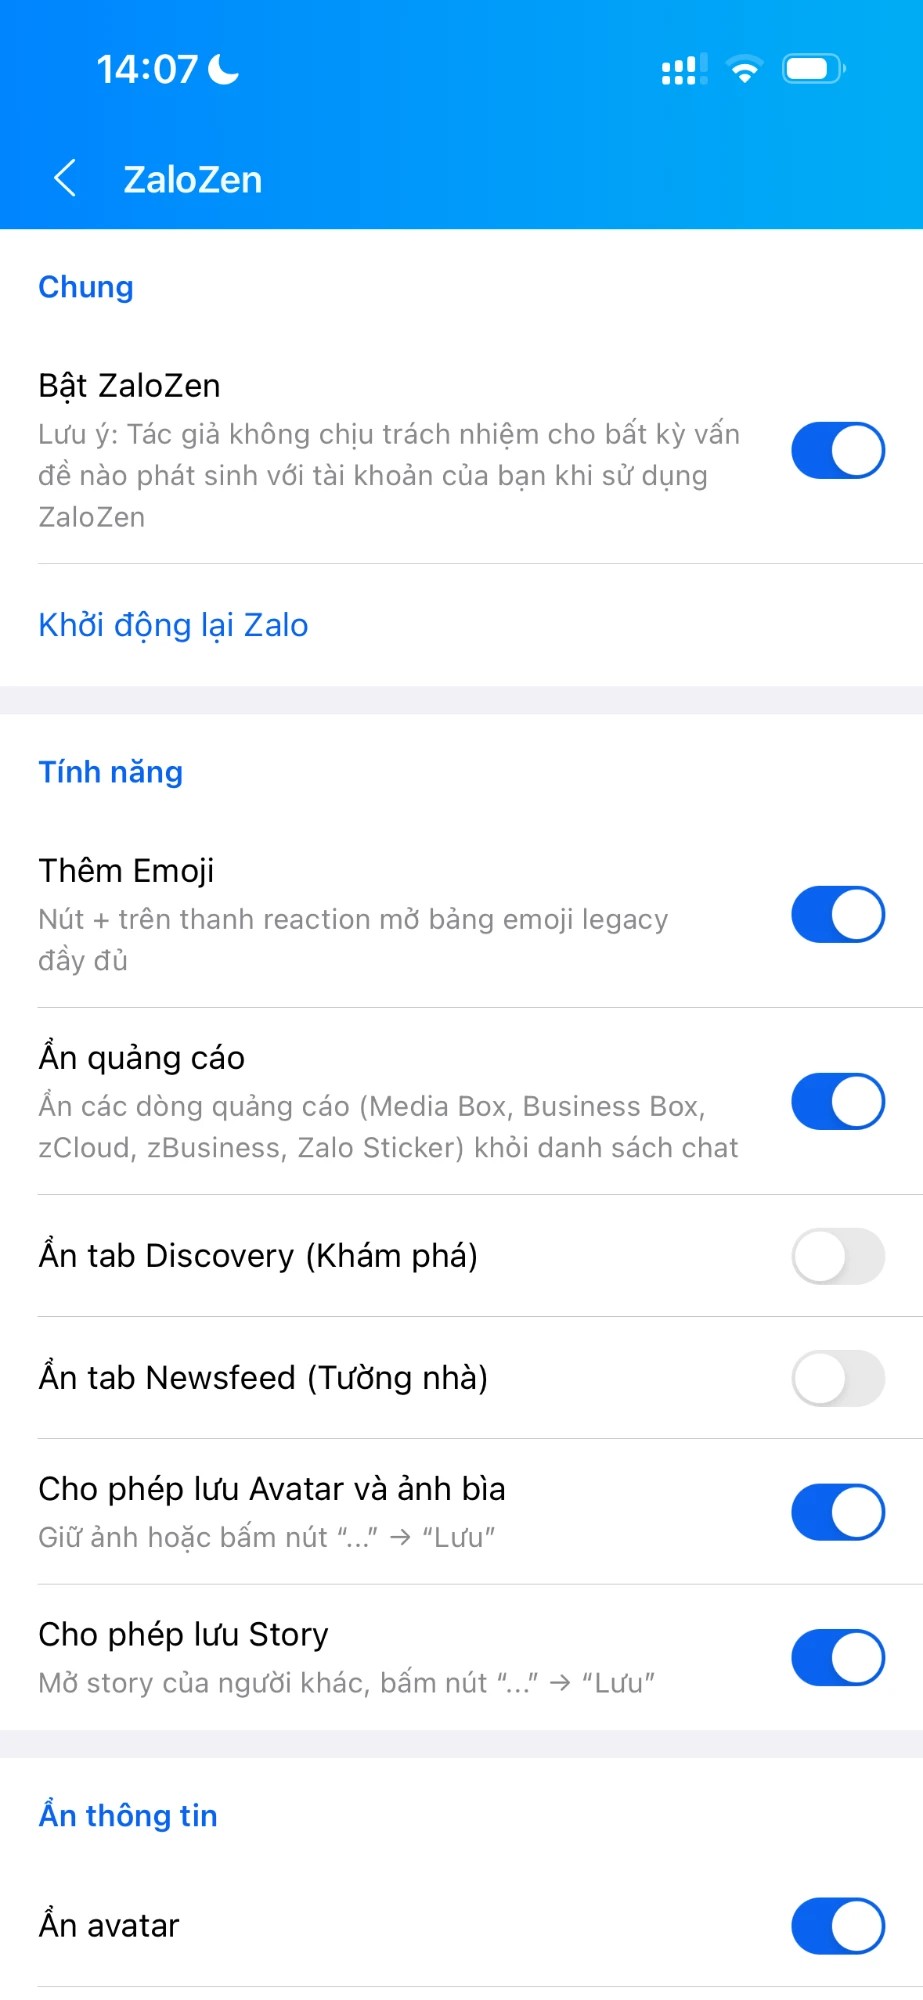 14:07
ZaloZen
Chung
Bật ZaloZen
Lưu ý: Tác giả không chịu trách nhiệm cho bất kỳ vấn
đề nào phát sinh với tài khoản của bạn khi sử dụng
ZaloZen
Khởi động lại Zalo
Tính năng
Thêm Emoji
Nút + trên thanh reaction mở bảng emoji legacy
đầy đủ
Ẩn quảng cáo
Ẩn các dòng quảng cáo (Media Box, Business Box,
zCloud, zBusiness, Zalo Sticker) khỏi danh sách chat
Ẩn tab Discovery (Khám phá)
Ẩn tab Newsfeed (Tường nhà)
Cho phép lưu Avatar và ảnh bìa
Giữ ảnh hoặc bấm nút “...” → “Lưu”
Cho phép lưu Story
Mở story của người khác, bấm nút “...” → “Lưu”
Ẩn thông tin
Ẩn avatar